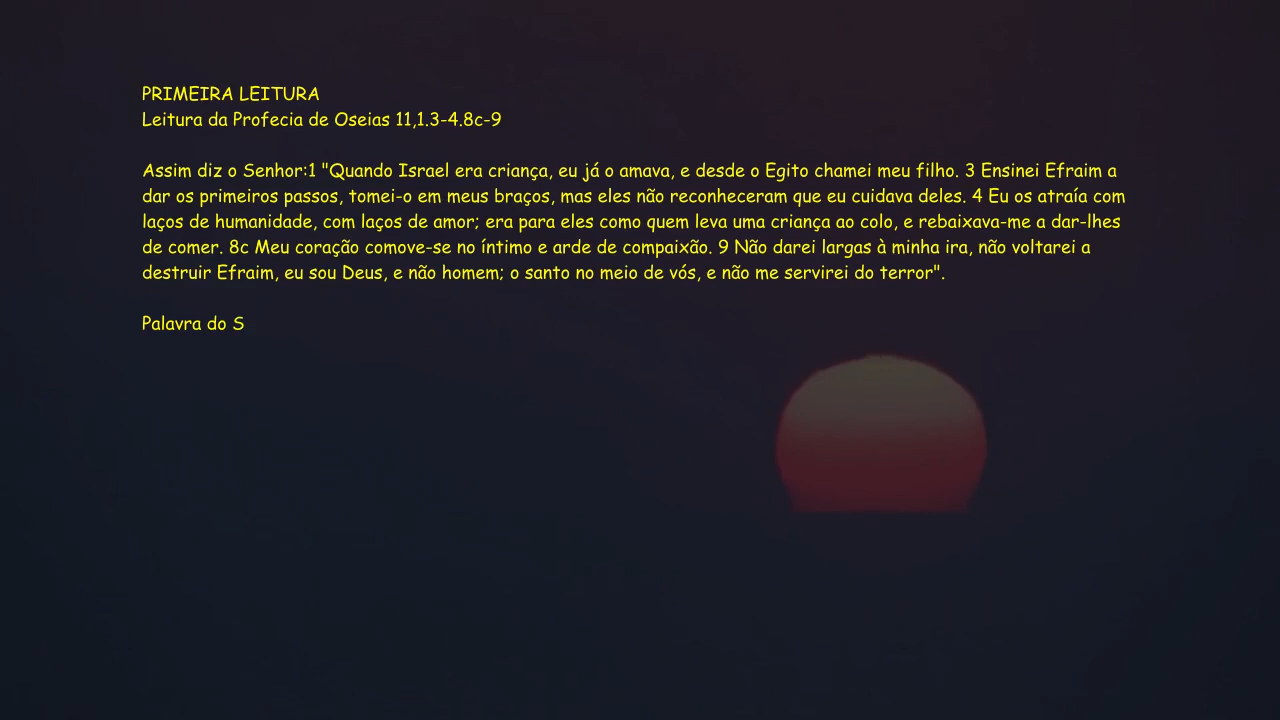 PRIMEIRA LEITURA
Leitura da Profecia de Oseias 11,1.3-4.8c-9
Assim diz o Senhor:1 "Quando Israel era criança, eu já o amava, e desde o Egito chamei meu filho. 3 Ensinei Efraim a
dar os primeiros passos, tomei-o em meus braços, mas eles não reconheceram que eu cuidava deles. 4 Eu os atraía com
laços de humanidade, com laços de amor; era para eles como quem leva uma criança ao colo, e rebaixava-me a dar-lhes
de comer. 8c Meu coração comove-se no íntimo e arde de compaixão. 9 Não darei largas à minha ira, não voltarei a
destruir Efraim, eu sou Deus, e não homem; o santo no meio de vós, e não me servirei do terror".
Palavra do S